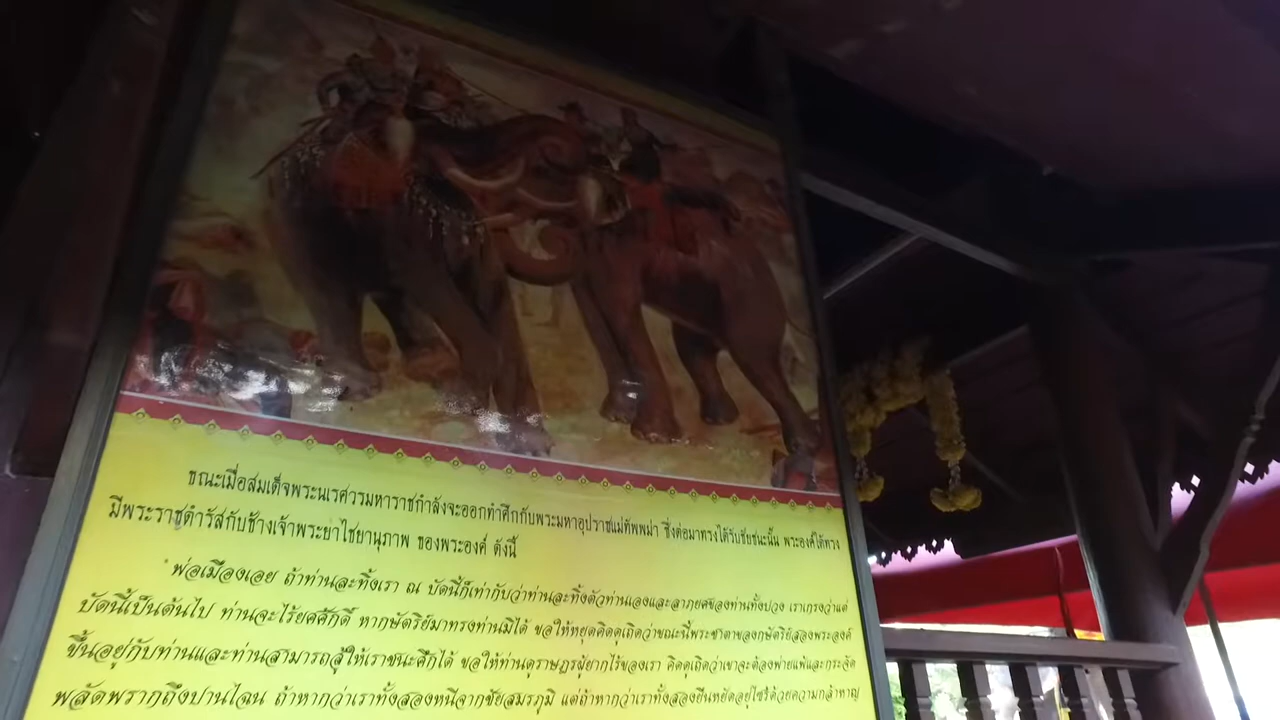 ขณะเมื่อสมเด็จพระนเรศวรมหาราชกำลังจะออกทำศึกกับพระมหาอุปราชแม่ทัพพม่า ซึ่งต่อมาทรงได้รับชัยชนะนั้น พระองค์ได้ทรง
มีพระราชดำรัสกับช้างเจ้าพระยาไชยานุภาพ ของพระองค์ ดังนี้
"พ่อเมืองเอย ถ้าท่านละทิ้งเรา ณ บัดนี้ก็เท่ากับว่าท่านละทิ้งตัวท่านเองและลาภยศของท่านทั้งปวง เราเกรงว่าแต่
บัดนี้เป็นต้นไป ท่านจะไร้ยศศักดิ์ หากษัตริย์มาทรงท่านมิได้ ขอให้หยุดคิดดูเถิดว่าขณะนี้พระชาตาของกษัตริย์สองพระองค์
ขึ้นอยู่กับท่านและท่านสามารถสู้ให้เราชนะศึกได้ ขอให้ท่านดูราษฎรผู้ยากไร้ของเรา คิดดูเถิดว่าเขาจะต้องพ่ายแพ้และกระจัด
พลัดพรากถึงปานไฉน ถ้าหากว่าเราทั้งสองหนีจากชัยสมรภูมิ แต่ถ้าหากว่าเราทั้งสองยืนหยัดอยู่ไซร้ด้วยความกล้าหาญ